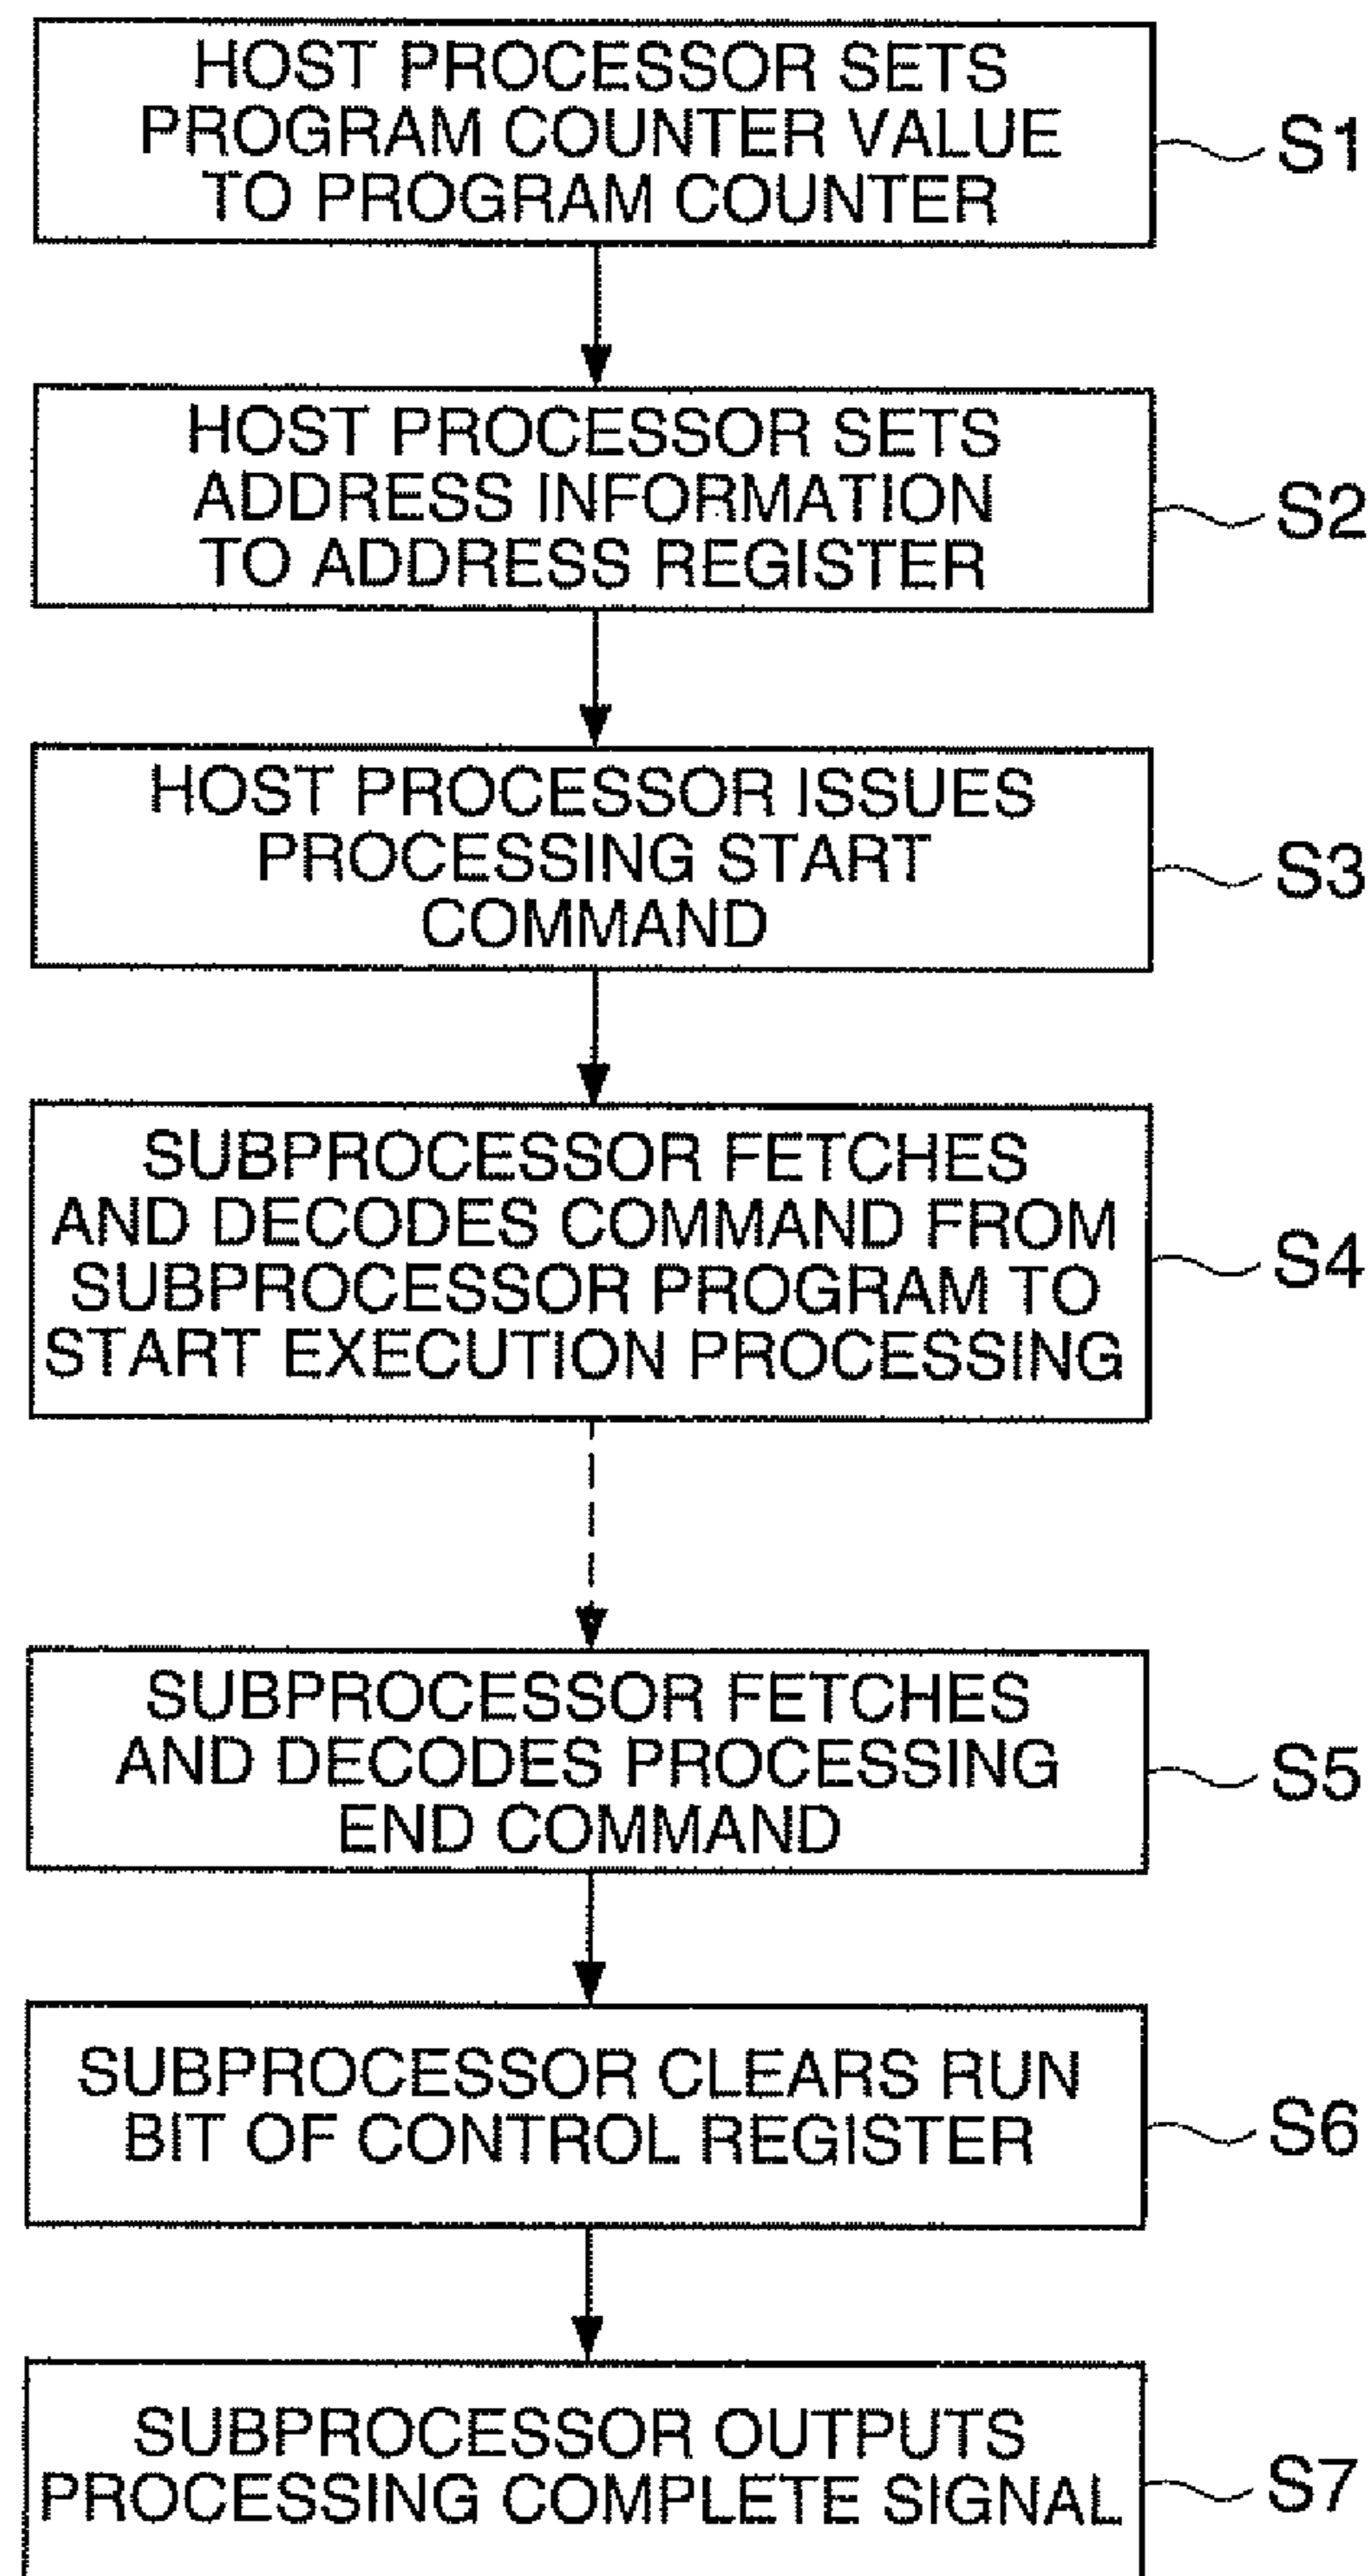 HOST PROCESSOR SETS
PROGRAM COUNTER VALUE
TO PROGRAM COUNTER
S1
HOST PROCESSOR SETS
ADDRESS INFORMATION
TO ADDRESS REGISTER
S2
HOST PROCESSOR ISSUES
PROCESSING START
COMMAND
S3
SUBPROCESSOR FETCHES
AND DECODES COMMAND FROM
SUBPROCESSOR PROGRAM TO
START EXECUTION PROCESSING
S4
SUBPROCESSOR FETCHES
AND DECODES PROCESSING
END COMMAND
S5
SUBPROCESSOR CLEARS RUN
BIT OF CONTROL REGISTER
S6
SUBPROCESSOR OUTPUTS
PROCESSING COMPLETE SIGNAL
S7